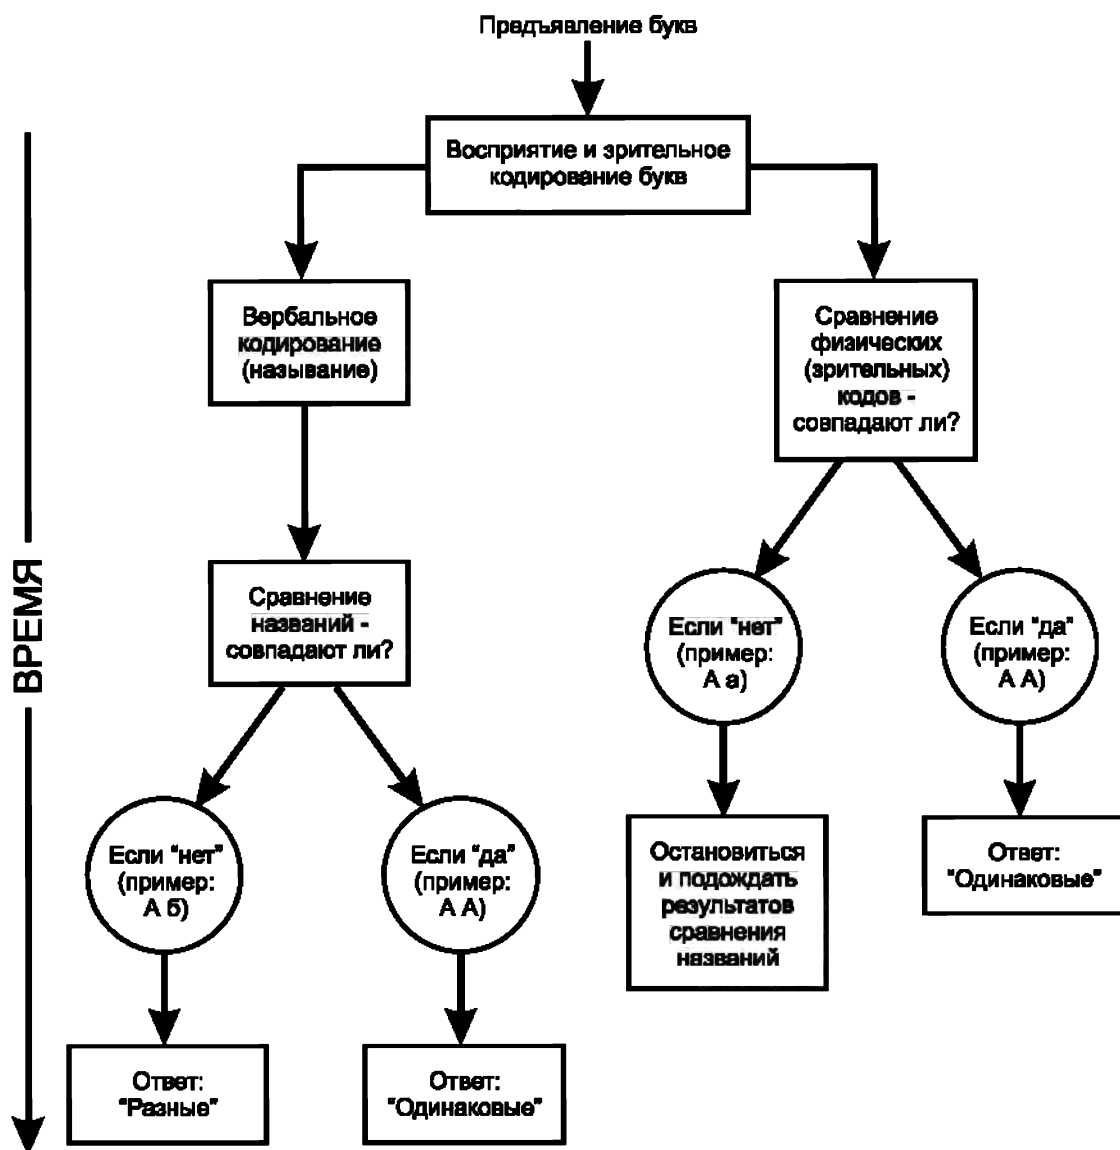 Предъявление букв
Восприятие и зрительное
кодирование букв
Вербальное
кодирование
(называние)
Сравнение
физических
(зрительных)
кодов -
совпадают ли?
ВРЕМЯ
Сравнение
названий -
совпадают ли?
Если "нет"
(пример:
А а)
Если "да"
(пример:
А А)
Если "нет"
(пример:
А б)
Если "да"
(пример:
А А)
Остановиться
и подождать
результатов
сравнения
названий
Ответ:
"Одинаковые"
Ответ:
"Разные"
Ответ:
"Одинаковые"